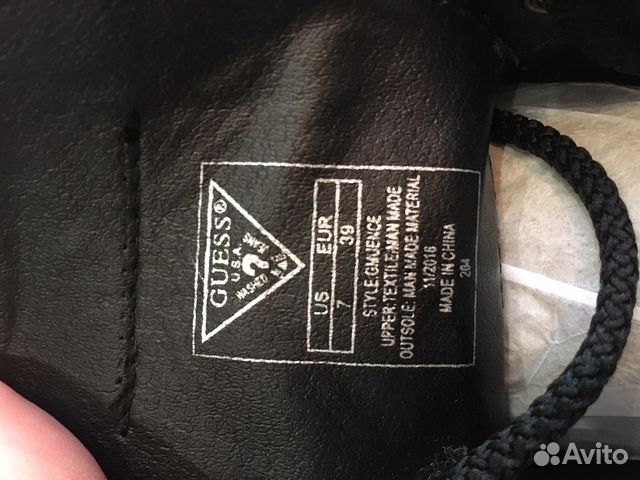 GUESS®
U.S.A.
?
WASHED JEANS
US EUR
7 39
STYLE:GMJENCE
UPPER:TEXTILE/MAN MADE
OUTSOLE: MAN MADE MATERIAL
11/2016
MADE IN CHINA
204
Avito